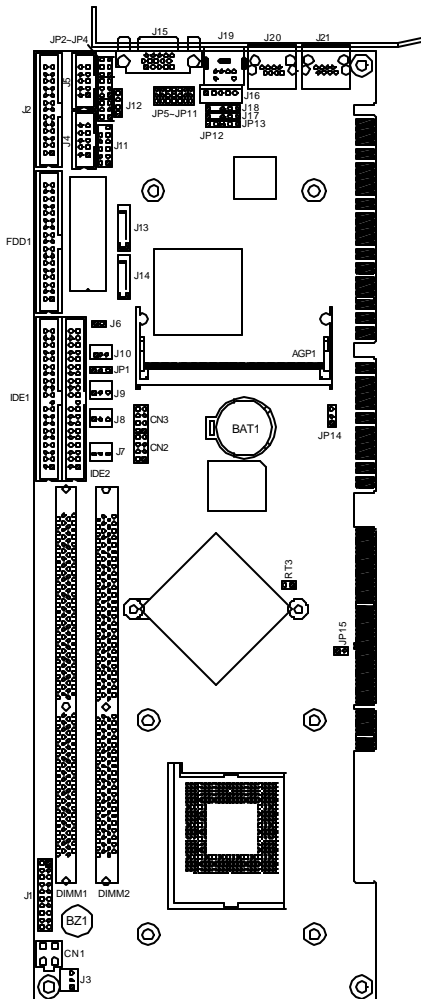 J15
J19
J20
J21
JP2~JP4
J5
J2
J12
J16
J18
J17
JP13
JP5~JP11
JP12
J4
J11
FDD1
J13
J14
J6
J10
AGP1
JP1
IDE1
J9
CN3
J8
BAT1
JP14
CN2
J7
IDE2
RT3
JP15
J1
DIMM1
DIMM2
BZ1
CN1
J3